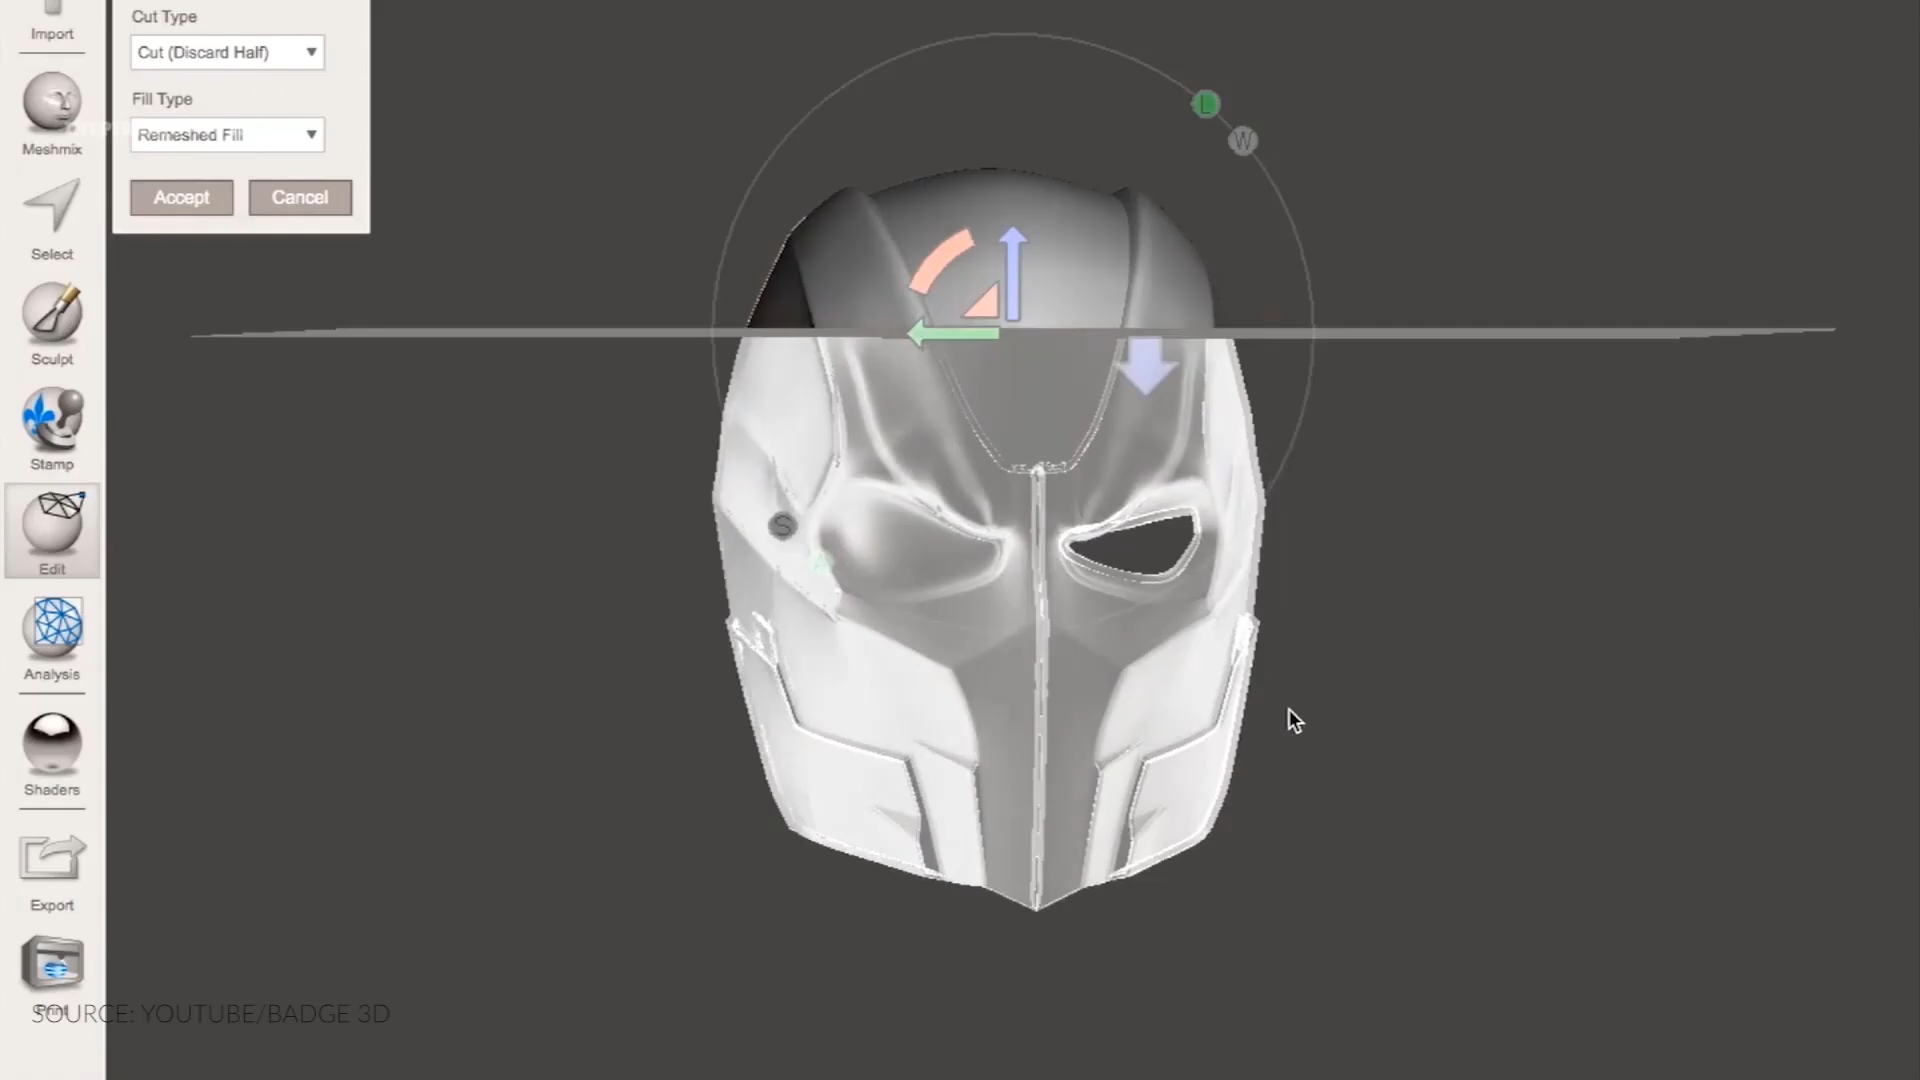 Import
Meshmix
Select
Sculpt
Stamp
Edit
Analysis
Shaders
Export
Print
Cut Type
Cut (Discard Half)
Fill Type
Remeshed Fill
Accept
Cancel
L
W
S
SOURCE: YOUTUBE/BADGE 3D